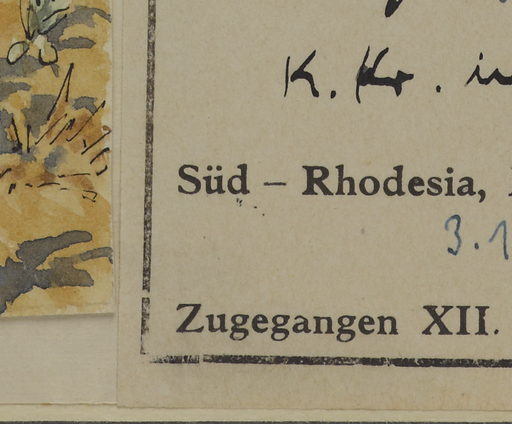 K. Kr.
Süd – Rhodesia,
3.1
Zugegangen XII.